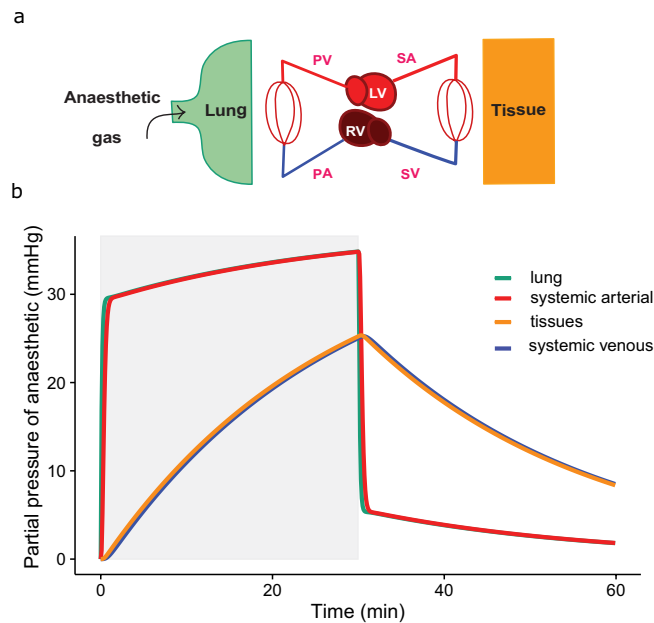 a
PV
SA
Anaesthetic
gas
Lung
LV
RV
Tissue
PA
SV
b
Partial pressure of anaesthetic (mmHg)
30
20
10
0
lung
systemic arterial
tissues
systemic venous
0
20
40
60
Time (min)